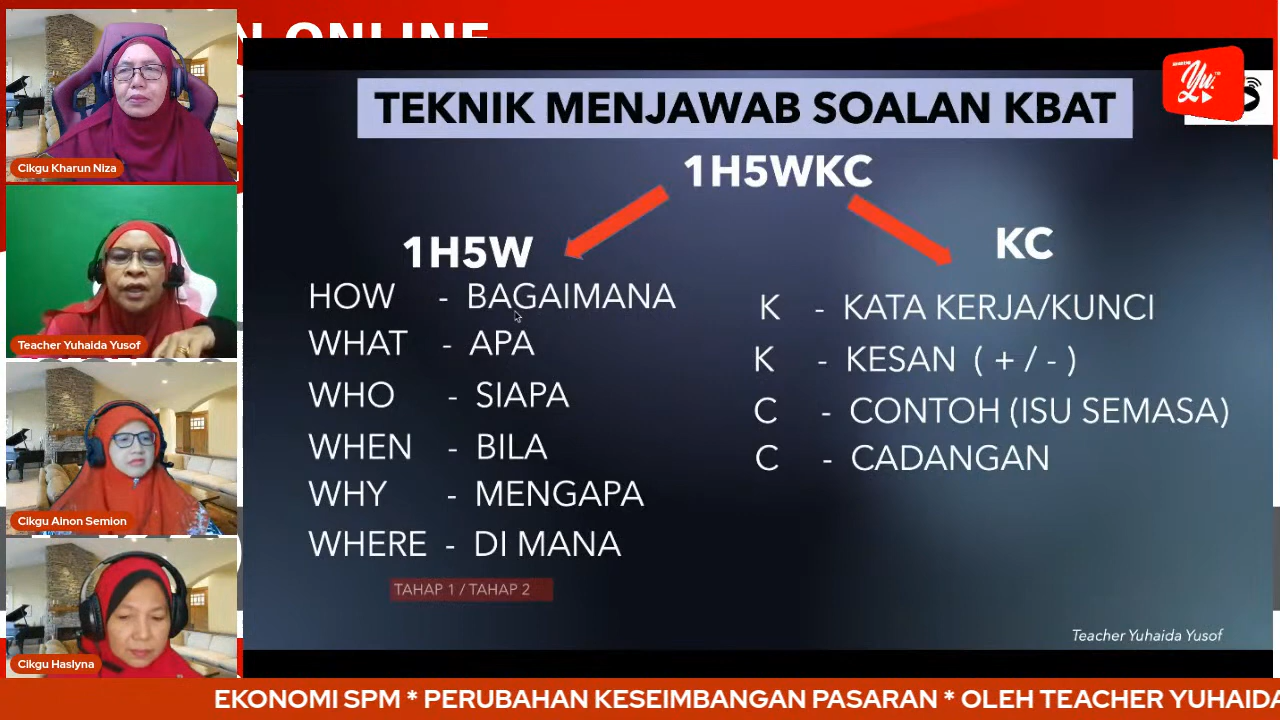 N ONLINE
TEKNIK MENJAWAB SOALAN KBAT
1H5WKC
1H5W
HOW - BAGAIMANA
WHAT - APA
WHO - SIAPA
WHEN - BILA
WHY - MENGAPA
WHERE - DI MANA
TAHAP 1 / TAHAP 2
KC
K - KATA KERJA/KUNCI
K - KESAN ( + / - )
C - CONTOH (ISU SEMASA)
C - CADANGAN
Teacher Yuhaida Yusof
Cikgu Kharun Niza
Teacher Yuhaida Yusof
Cikgu Ainon Semion
Cikgu Haslyna
Yu
EKONOMI SPM * PERUBAHAN KESEIMBANGAN PASARAN * OLEH TEACHER YUHAIDA